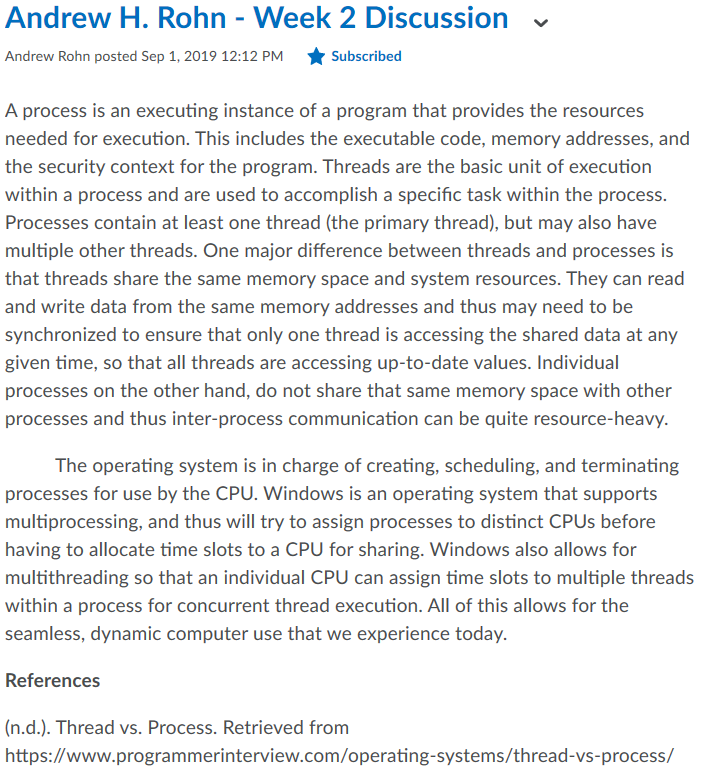 Andrew H. Rohn - Week 2 Discussion
Andrew Rohn posted Sep 1, 2019 12:12 PM Subscribed
A process is an executing instance of a program that provides the resources
needed for execution. This includes the executable code, memory addresses, and
the security context for the program. Threads are the basic unit of execution
within a process and are used to accomplish a specific task within the process.
Processes contain at least one thread (the primary thread), but may also have
multiple other threads. One major difference between threads and processes is
that threads share the same memory space and system resources. They can read
and write data from the same memory addresses and thus may need to be
synchronized to ensure that only one thread is accessing the shared data at any
given time, so that all threads are accessing up-to-date values. Individual
processes on the other hand, do not share that same memory space with other
processes and thus inter-process communication can be quite resource-heavy.
The operating system is in charge of creating, scheduling, and terminating
processes for use by the CPU. Windows is an operating system that supports
multiprocessing, and thus will try to assign processes to distinct CPUs before
having to allocate time slots to a CPU for sharing. Windows also allows for
multithreading so that an individual CPU can assign time slots to multiple threads
within a process for concurrent thread execution. All of this allows for the
seamless, dynamic computer use that we experience today.
References
(n.d.). Thread vs. Process. Retrieved from
https://www.programmerinterview.com/operating-systems/thread-vs-process/